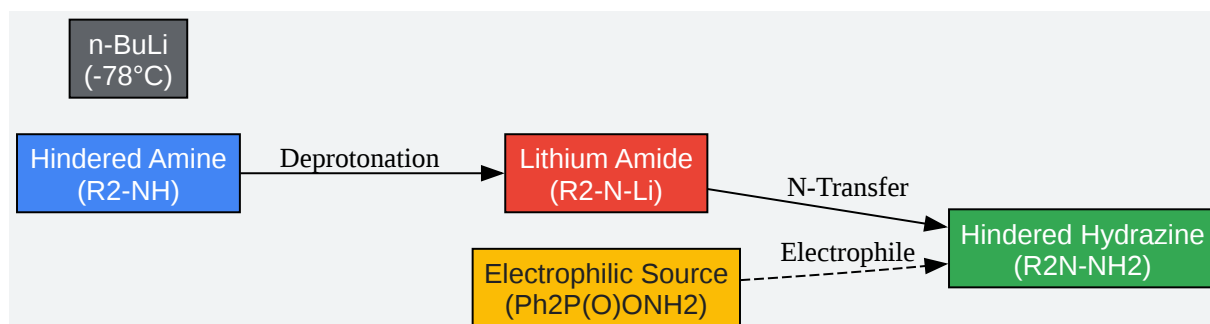 n-BuLi
(-78°C)
Hindered Amine
(R2-NH)
Deprotonation
Lithium Amide
(R2-N-Li)
N-Transfer
Electrophilic Source
(Ph2P(O)ONH2)
Electrophile
Hindered Hydrazine
(R2N-NH2)